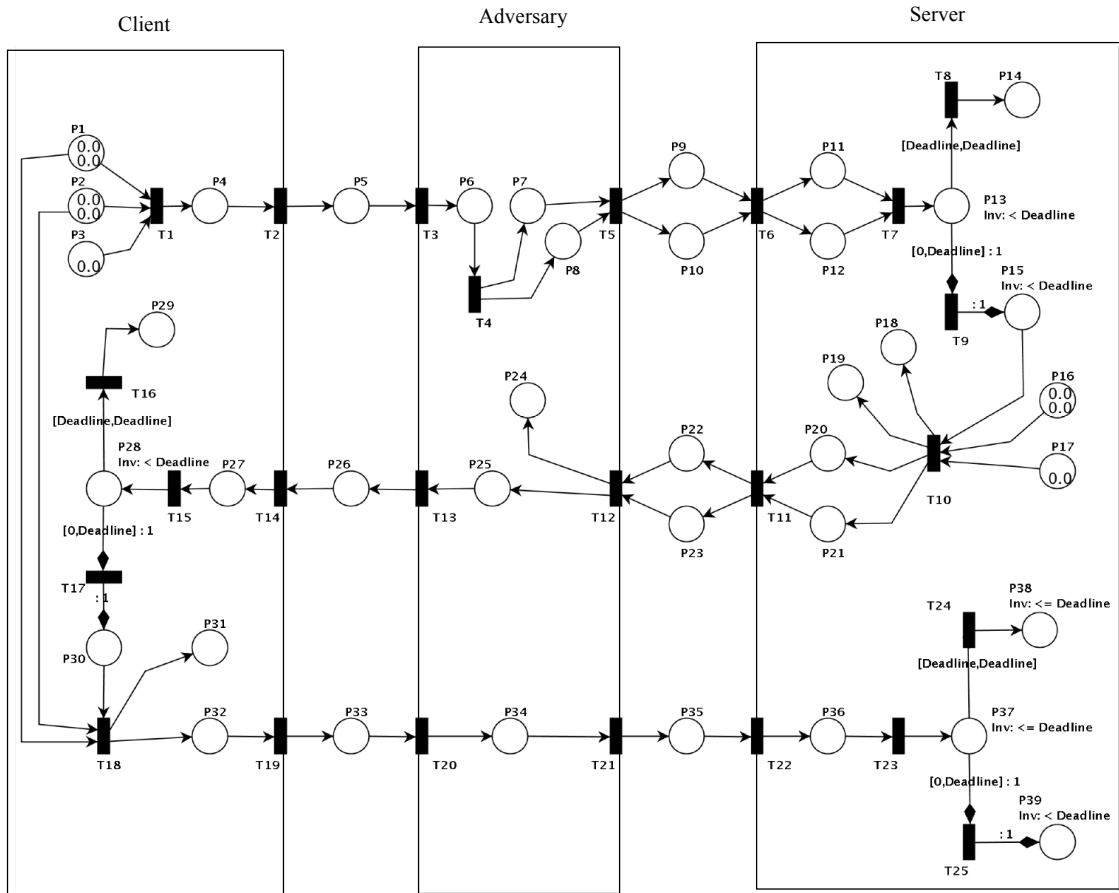 Client
Adversary
Server
P1
0.0
0.0
P2
0.0
0.0
P3
0.0
T1
P4
T2
P5
T3
P6
T4
P7
P8
T5
P9
P10
T6
P11
P12
T7
T8
P14
[Deadline,Deadline]
P13
Inv: < Deadline
[0,Deadline] : 1
P15
Inv: < Deadline
: 1
T9
P29
T16
[Deadline,Deadline]
P28
Inv: < Deadline
P27
T15
T14
P26
T13
P25
P24
T12
P22
P23
T11
P20
P21
P19
P18
T10
P16
0.0
0.0
P17
0.0
[0,Deadline] : 1
T17
: 1
P30
P31
T18
P32
T19
P33
T20
P34
T21
P35
T22
P36
T23
T24
P38
Inv: <= Deadline
[Deadline,Deadline]
P37
Inv: <= Deadline
[0,Deadline] : 1
P39
Inv: < Deadline
: 1
T25